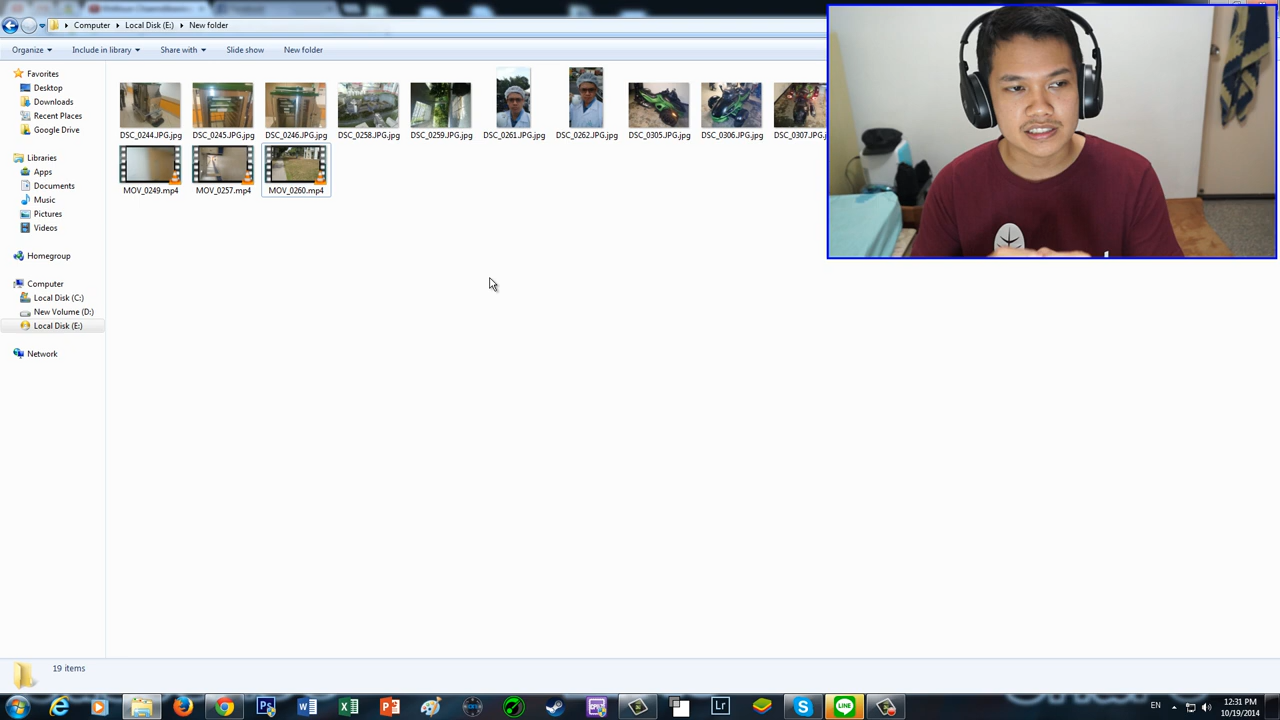 Computer ▸ Local Disk (E:) ▸ New folder
Organize Include in library Share with Slide show New folder
Favorites
Desktop
Downloads
Recent Places
Google Drive
Libraries
Apps
Documents
Music
Pictures
Videos
Homegroup
Computer
Local Disk (C:)
New Volume (D:)
Local Disk (E:)
Network
DSC_0244.JPG.jpg DSC_0245.JPG.jpg DSC_0246.JPG.jpg DSC_0258.JPG.jpg DSC_0259.JPG.jpg DSC_0261.JPG.jpg DSC_0262.JPG.jpg DSC_0305.JPG.jpg DSC_0306.JPG.jpg DSC_0307.JPG.
MOV_0249.mp4 MOV_0257.mp4 MOV_0260.mp4
19 items
Lr
LINE
EN
12:31 PM
10/19/2014